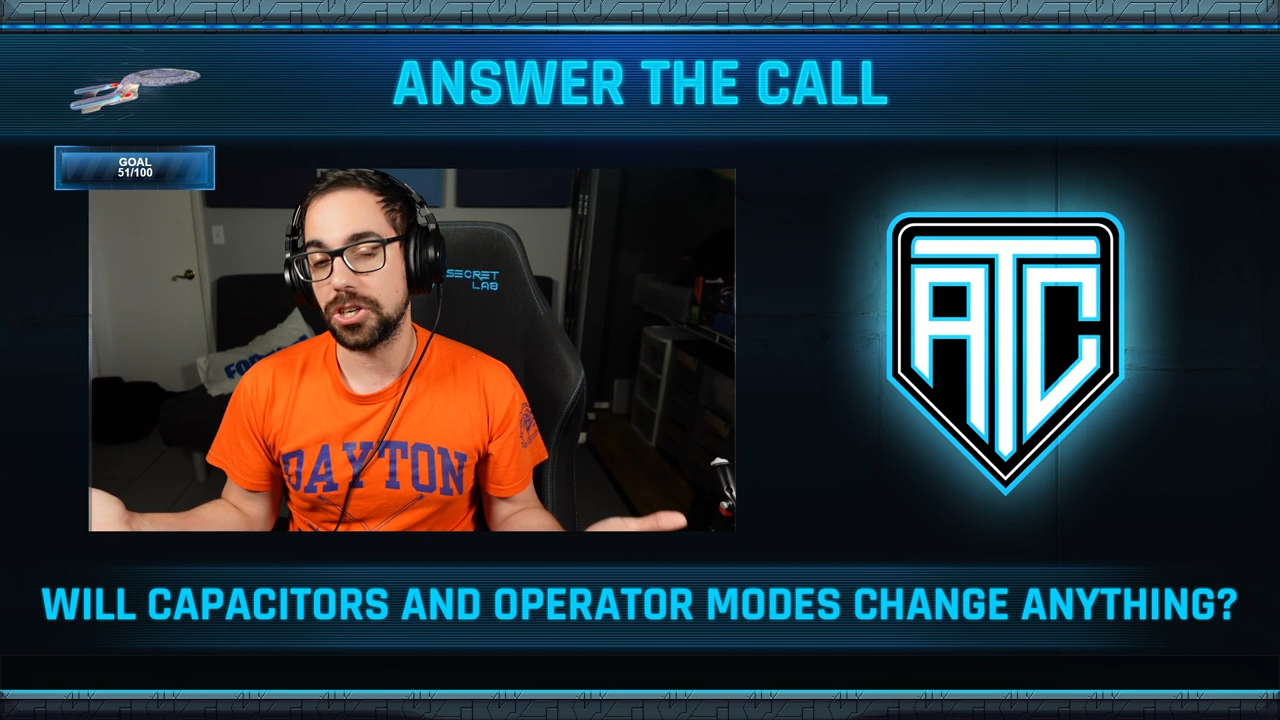 ANSWER THE CALL
GOAL
51/100
SECRET
LAB
DAYTON
ATC
WILL CAPACITORS AND OPERATOR MODES CHANGE ANYTHING?